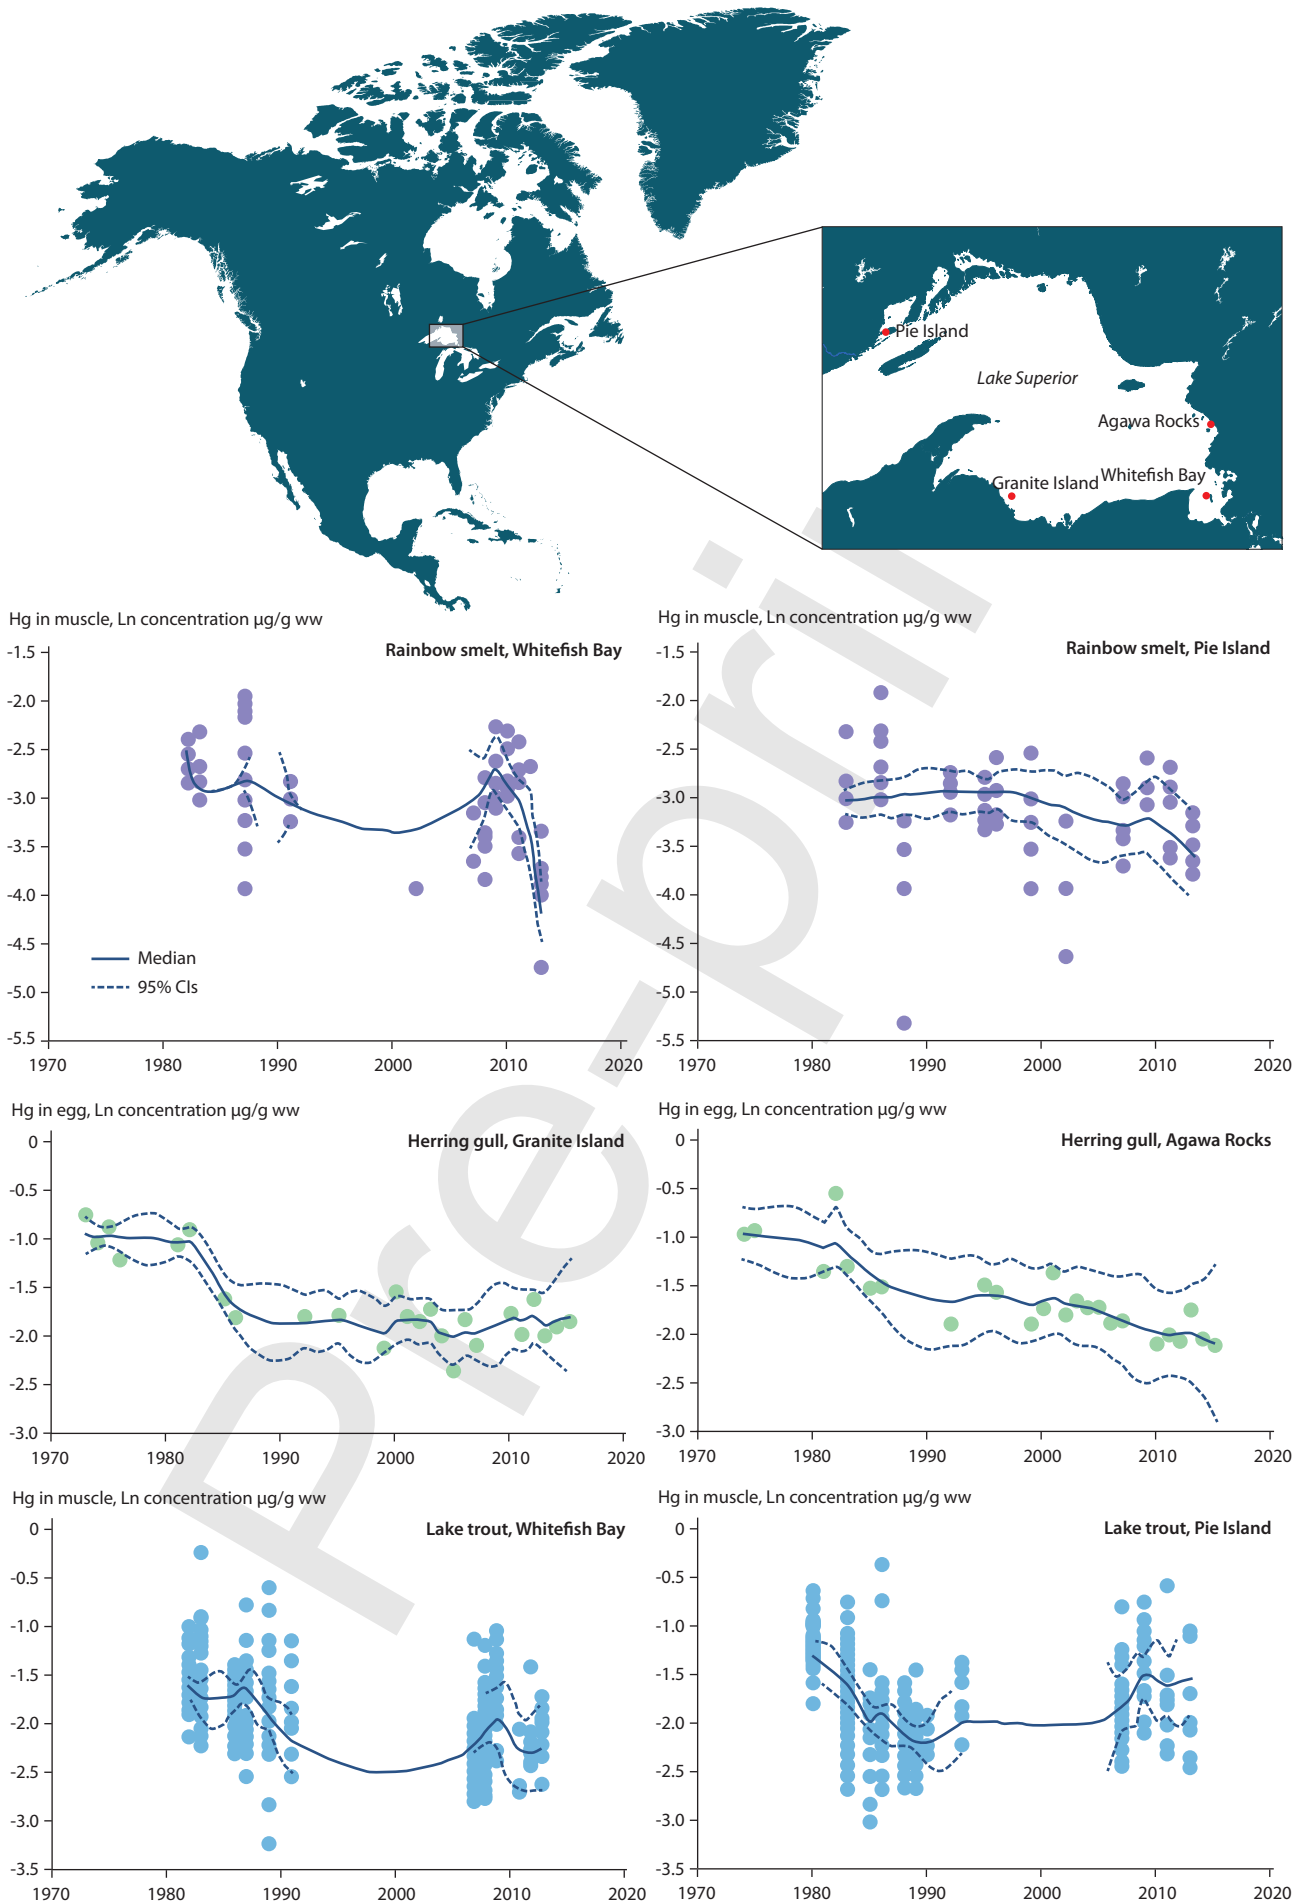 Pie Island
Lake Superior
Agawa Rocks
Granite Island
Whitefish Bay
Hg in muscle, Ln concentration µg/g ww
Rainbow smelt, Whitefish Bay
-1.5
-2.0
-2.5
-3.0
-3.5
-4.0
-4.5
-5.0
-5.5
Median
95% CIs
1970 1980 1990 2000 2010 2020
Hg in muscle, Ln concentration µg/g ww
Rainbow smelt, Pie Island
-1.5
-2.0
-2.5
-3.0
-3.5
-4.0
-4.5
-5.0
-5.5
1970 1980 1990 2000 2010 2020
Hg in egg, Ln concentration µg/g ww
Herring gull, Granite Island
0
-0.5
-1.0
-1.5
-2.0
-2.5
-3.0
1970 1980 1990 2000 2010 2020
Hg in egg, Ln concentration µg/g ww
Herring gull, Agawa Rocks
0
-0.5
-1.0
-1.5
-2.0
-2.5
-3.0
1970 1980 1990 2000 2010 2020
Hg in muscle, Ln concentration µg/g ww
Lake trout, Whitefish Bay
0
-0.5
-1.0
-1.5
-2.0
-2.5
-3.0
-3.5
1970 1980 1990 2000 2010 2020
Hg in muscle, Ln concentration µg/g ww
Lake trout, Pie Island
0
-0.5
-1.0
-1.5
-2.0
-2.5
-3.0
-3.5
1970 1980 1990 2000 2010 2020
Pre-print